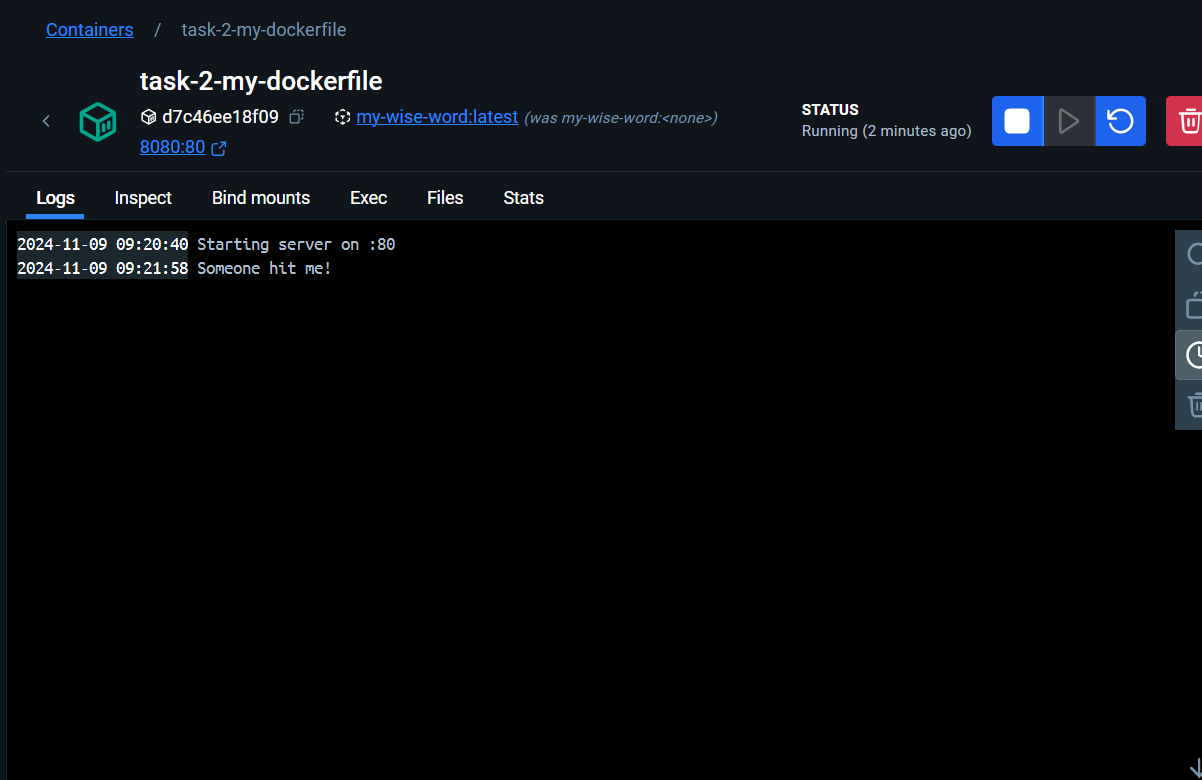 Containers / task-2-my-dockerfile
task-2-my-dockerfile
d7c46ee18f09 my-wise-word:latest (was my-wise-word:<none>)
8080:80
STATUS
Running (2 minutes ago)
Logs Inspect Bind mounts Exec Files Stats
2024-11-09 09:20:40 Starting server on :80
2024-11-09 09:21:58 Someone hit me!